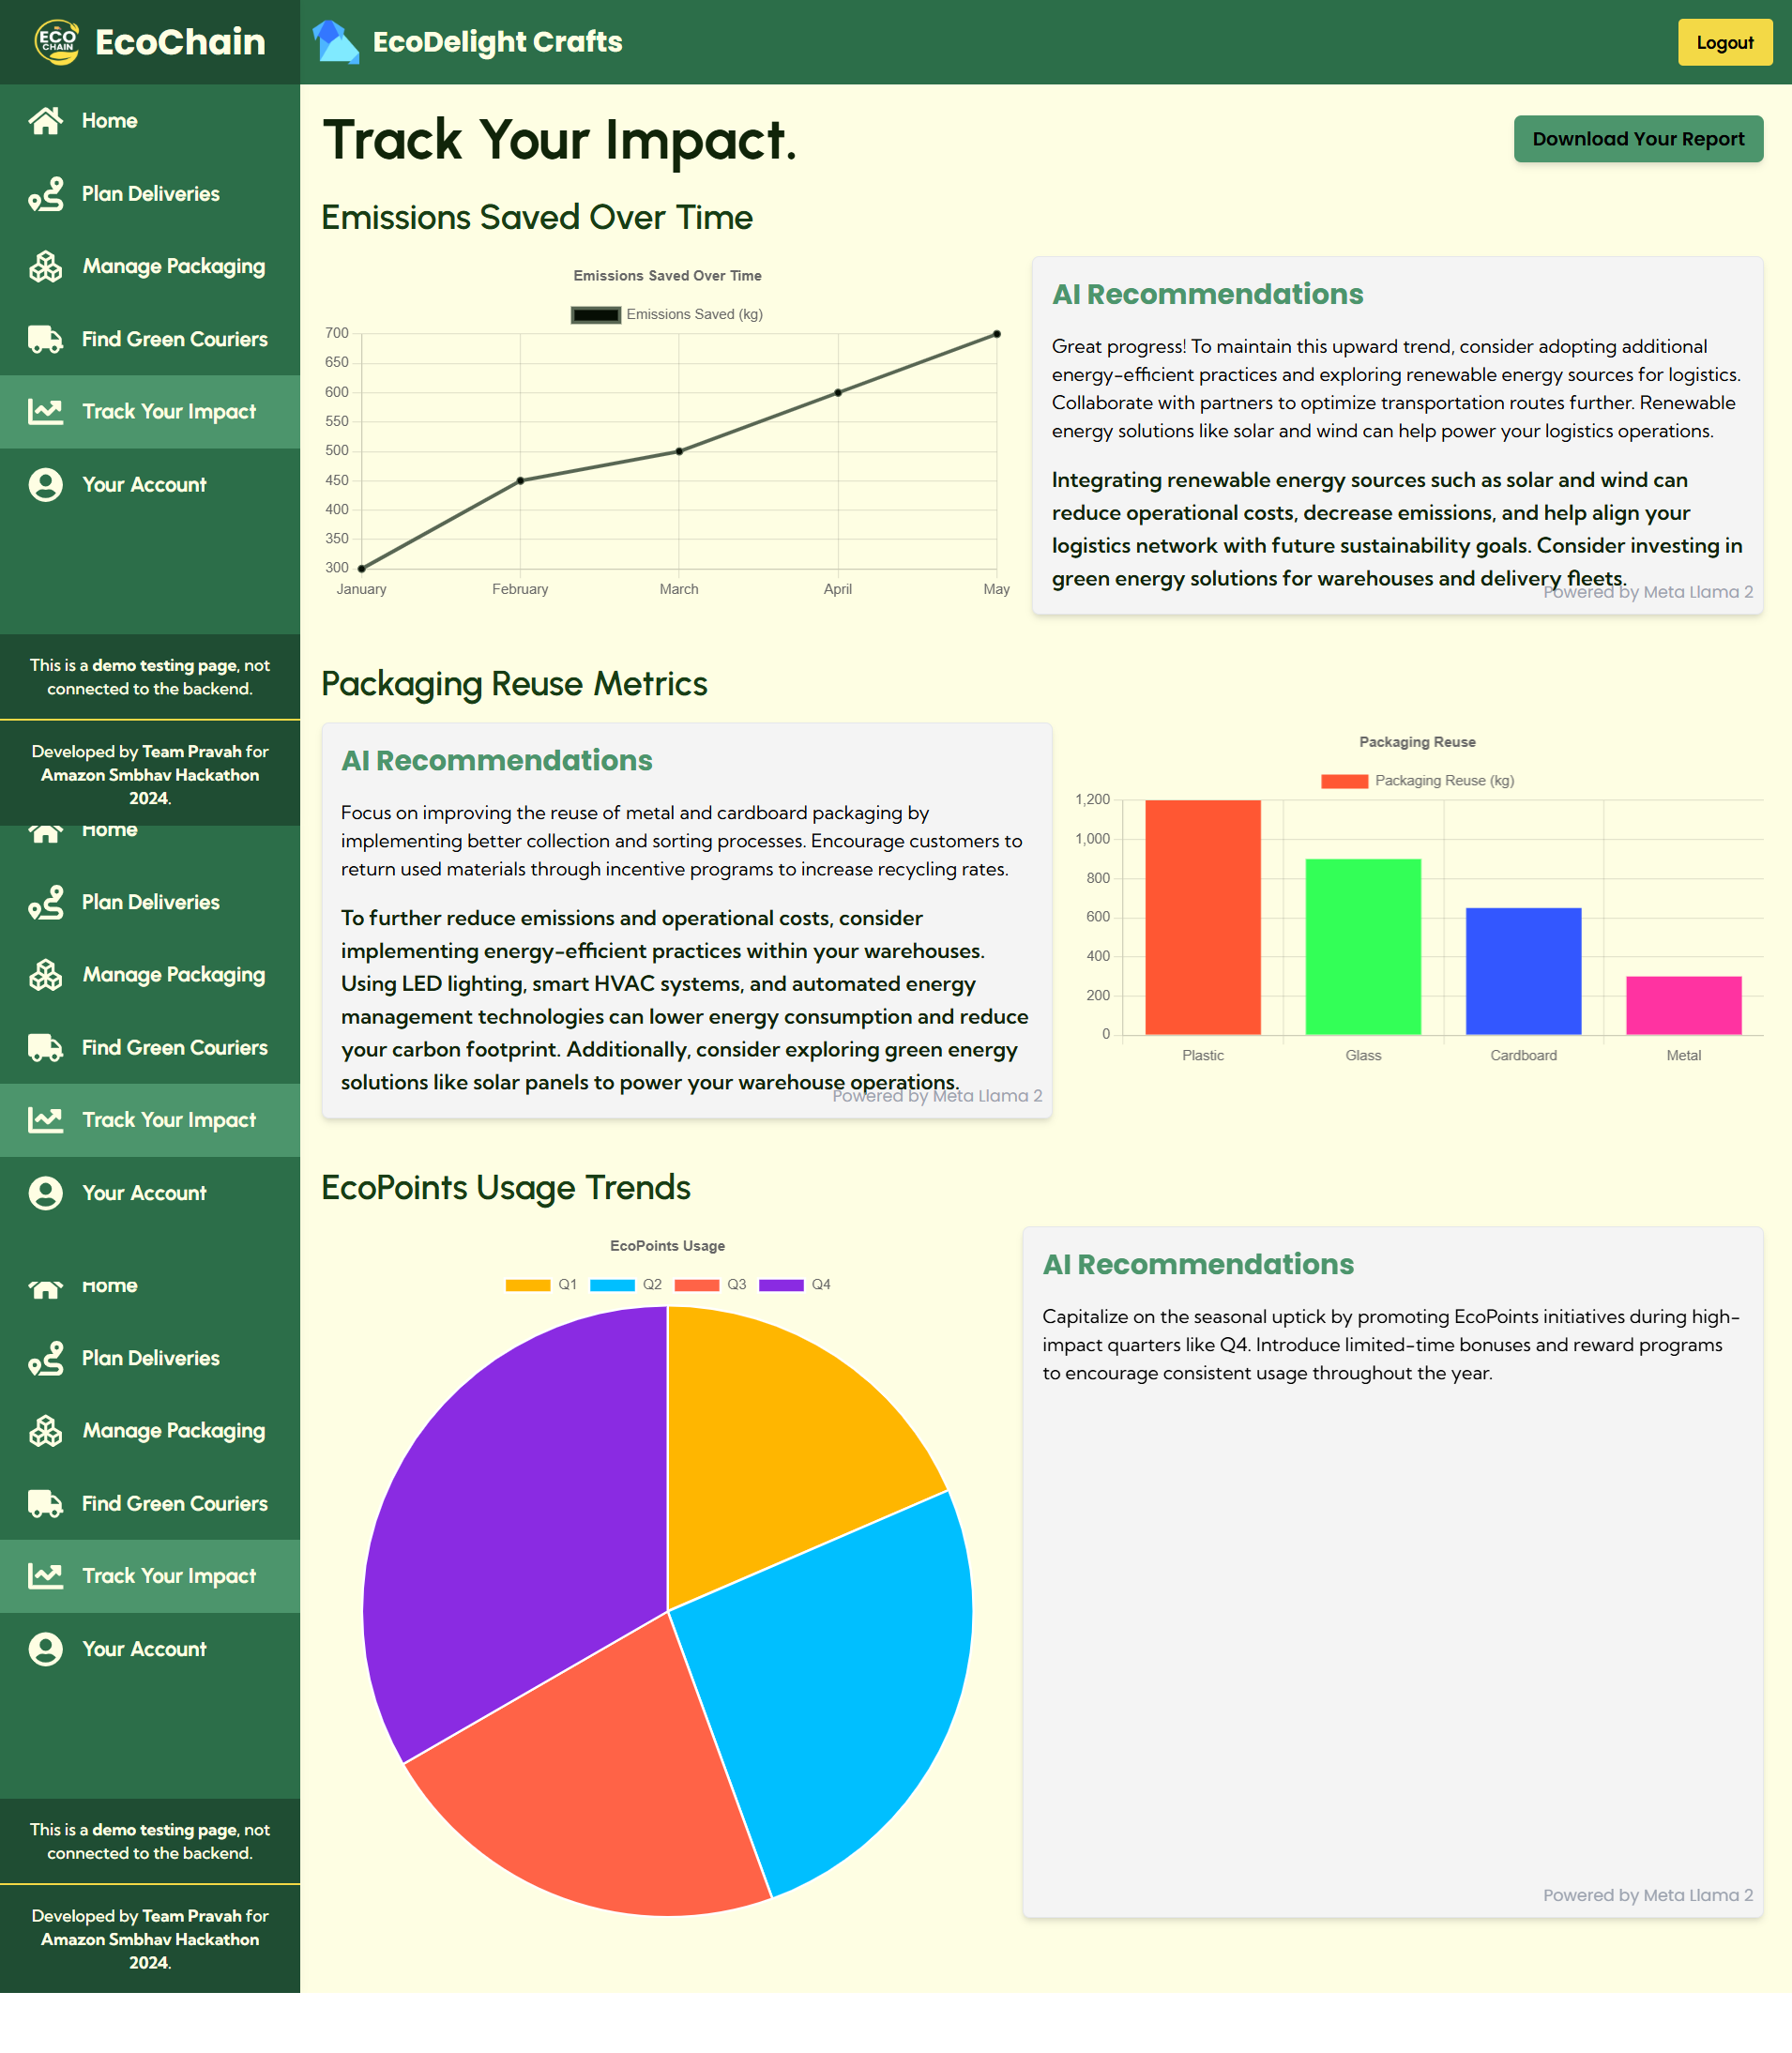 ECO
CHAIN
EcoChain
EcoDelight Crafts
Logout
Home
Plan Deliveries
Manage Packaging
Find Green Couriers
Track Your Impact
Your Account
This is a demo testing page, not
connected to the backend.
Developed by Team Pravah for
Amazon Smbhav Hackathon
2024.
Home
Plan Deliveries
Manage Packaging
Find Green Couriers
Track Your Impact
Your Account
Home
Plan Deliveries
Manage Packaging
Find Green Couriers
Track Your Impact
Your Account
This is a demo testing page, not
connected to the backend.
Developed by Team Pravah for
Amazon Smbhav Hackathon
2024.
Track Your Impact.
Download Your Report
Emissions Saved Over Time
Emissions Saved Over Time
Emissions Saved (kg)
700
650
600
550
500
450
400
350
300
January February March April May
AI Recommendations
Great progress! To maintain this upward trend, consider adopting additional
energy-efficient practices and exploring renewable energy sources for logistics.
Collaborate with partners to optimize transportation routes further. Renewable
energy solutions like solar and wind can help power your logistics operations.
Integrating renewable energy sources such as solar and wind can
reduce operational costs, decrease emissions, and help align your
logistics network with future sustainability goals. Consider investing in
green energy solutions for warehouses and delivery fleets.
Powered by Meta Llama 2
Packaging Reuse Metrics
AI Recommendations
Focus on improving the reuse of metal and cardboard packaging by
implementing better collection and sorting processes. Encourage customers to
return used materials through incentive programs to increase recycling rates.
To further reduce emissions and operational costs, consider
implementing energy-efficient practices within your warehouses.
Using LED lighting, smart HVAC systems, and automated energy
management technologies can lower energy consumption and reduce
your carbon footprint. Additionally, consider exploring green energy
solutions like solar panels to power your warehouse operations.
Powered by Meta Llama 2
Packaging Reuse
Packaging Reuse (kg)
1,200
1,000
800
600
400
200
0
Plastic Glass Cardboard Metal
EcoPoints Usage Trends
EcoPoints Usage
Q1 Q2 Q3 Q4
AI Recommendations
Capitalize on the seasonal uptick by promoting EcoPoints initiatives during high-
impact quarters like Q4. Introduce limited-time bonuses and reward programs
to encourage consistent usage throughout the year.
Powered by Meta Llama 2